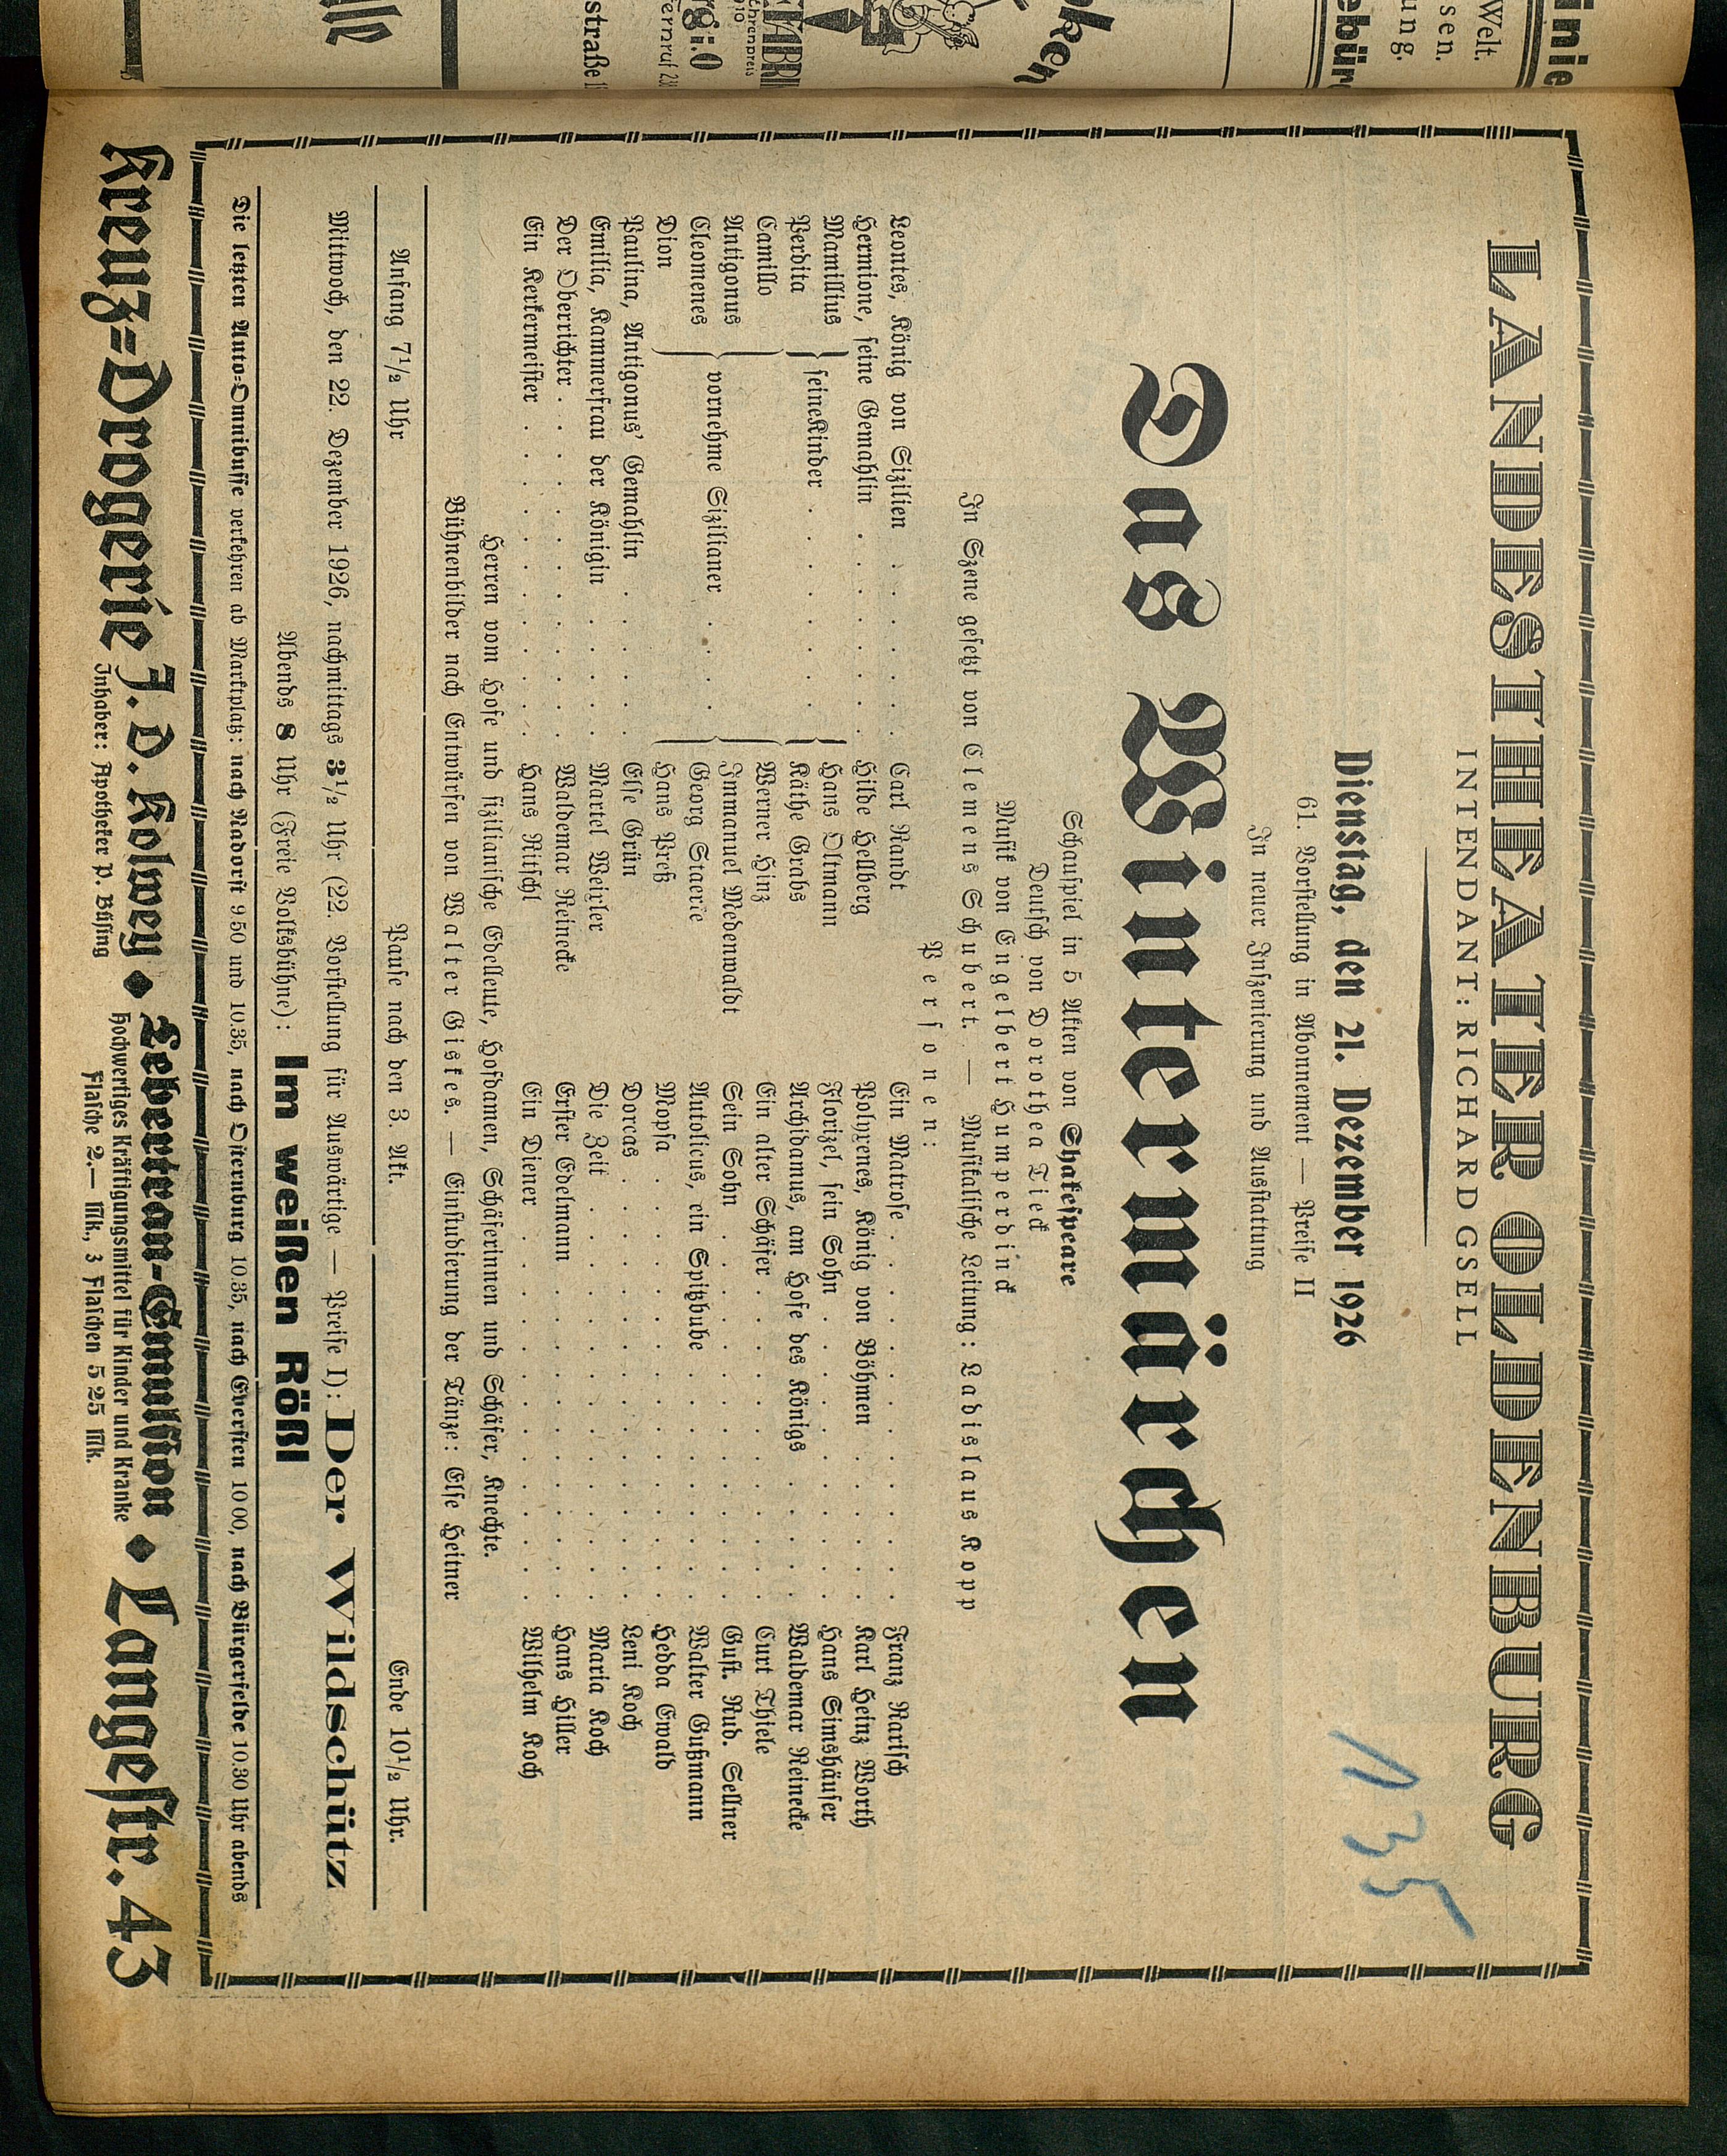 LANDESTHEATER OLDENBURG
INTENDANT: RICHARD GSELL
Dienstag, den 21. Dezember 1926
61. Vorstellung in Abonnement — Preise II
In neuer Inszenierung und Ausstattung
Das Wintermärchen
Schauspiel in 5 Akten von Shakespeare
Deutsch von Dorothea Tieck
Musik von Engelbert Humperdinck
In Szene gesetzt von Clemens Schubert. — Musikalische Leitung: Ladislaus Kopp
Personen:
Leontes, König von Sizilien . . . . . Carl Randt
Hermione, seine Gemahlin . . . . . . Hilde Hellberg
Mamillius } seine Kinder . . . . . { Hans Oltmann
Perdita } { Käthe Grabs
Camillo } vornehme Sizilianer . . . { Werner Hinz
Antigonus } { Immanuel Medenwaldt
Cleomenes } { Georg Staerie
Dion } { Hans Preß
Paulina, Antigonus' Gemahlin . . . . . Else Grün
Emilia, Kammerfrau der Königin . . . . Martel Weixler
Der Oberrichter . . . . . . . . . . Waldemar Reinecke
Ein Kerkermeister . . . . . . . . . Hans Ritschl
Ein Matrose . . . . . . . . . . Franz Rarisch
Polyxenes, König von Böhmen . . . . . Karl Heinz Worth
Florizel, sein Sohn . . . . . . . . Hans Simshäuser
Archidamus, am Hofe des Königs . . . . Waldemar Reinecke
Ein alter Schäfer . . . . . . . . . Curt Thiele
Sein Sohn . . . . . . . . . . . Gust. Rud. Sellner
Autolicus, ein Spitzbube . . . . . . . Walter Gußmann
Mopsa . . . . . . . . . . . . Hedda Ewald
Dorcas . . . . . . . . . . . . Leni Koch
Die Zeit . . . . . . . . . . . Maria Koch
Erster Edelmann . . . . . . . . . Hans Hiller
Ein Diener . . . . . . . . . . . Wilhelm Koch
Herren vom Hofe und sizilianische Edelleute, Hofdamen, Schäferinnen und Schäfer, Knechte.
Bühnenbilder nach Entwürfen von Walter Giskes. — Einstudierung der Tänze: Else Heitner
Anfang 7½ Uhr Pause nach den 3. Akt. Ende 10½ Uhr.
Mittwoch, den 22. Dezember 1926, nachmittags 3½ Uhr (22. Vorstellung für Auswärtige — Preise I): Der Wildschütz
Abends 8 Uhr (Freie Volksbühne): Im weißen Rößl
Die letzten Auto-Omnibusse verkehren ab Marktplatz: nach Nadorst 9.50 und 10.35, nach Osternburg 10.35, nach Eversten 10 00, nach Bürgerfelde 10.30 Uhr abends
Kreuz-Drogerie J. D. Kolwey ◆ Lebertran-Emulsion ◆ Langestr. 43
Inhaber: Apotheker P. Büsing
Hochwertiges Kräftigungsmittel für Kinder und Kranke
Flasche 2.— Mk., 3 Flaschen 5 25 Mk.
Welt.
sen.
ung.
straße